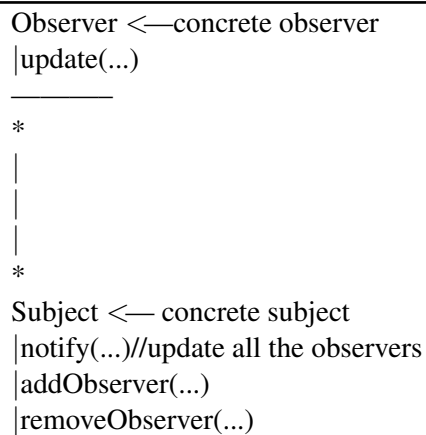 Observer <—concrete observer
|update(...)
———————
*
|
|
|
*
Subject <— concrete subject
|notify(...)//update all the observers
|addObserver(...)
|removeObserver(...)